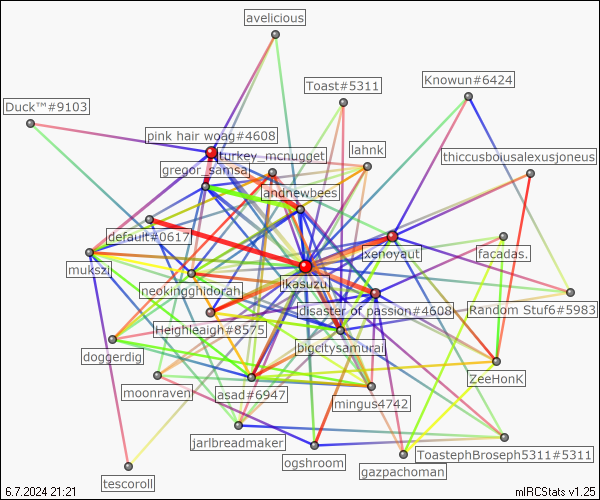 avelicious
Toast#5311
Knowun#6424
Duck™#9103
pink hair woag#4608
turkey_mcnugget
lahnk
thiccusboiusalexusjoneus
gregor_samsa
andnewbees
default#0617
xenoyaut
facadas.
mukszi
neokingghidorah
ikasuzu
Heighleaigh#8575
disaster of passion#4608
Random Stuf6#5983
doggerdig
bigcitysamurai
ZeeHonK
moonraven
asad#6947
mingus4742
jarlbreadmaker
ogshroom
ToastephBroseph5311#5311
gazpachoman
tescoroll
6.7.2024 21:21
mIRCStats v1.25